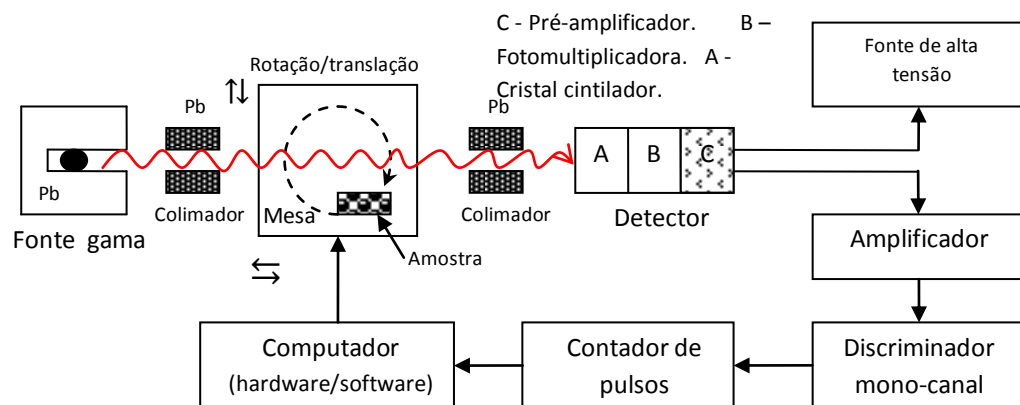 C - Pré-amplificador. B –
Fotomultiplicadora. A -
Cristal cintilador.
Fonte de alta
tensão
Rotação/translação
Pb
Pb
Pb
A B C
Colimador
Mesa
Colimador
Detector
Fonte gama
Amostra
Amplificador
Computador
(hardware/software)
Contador de
pulsos
Discriminador
mono-canal